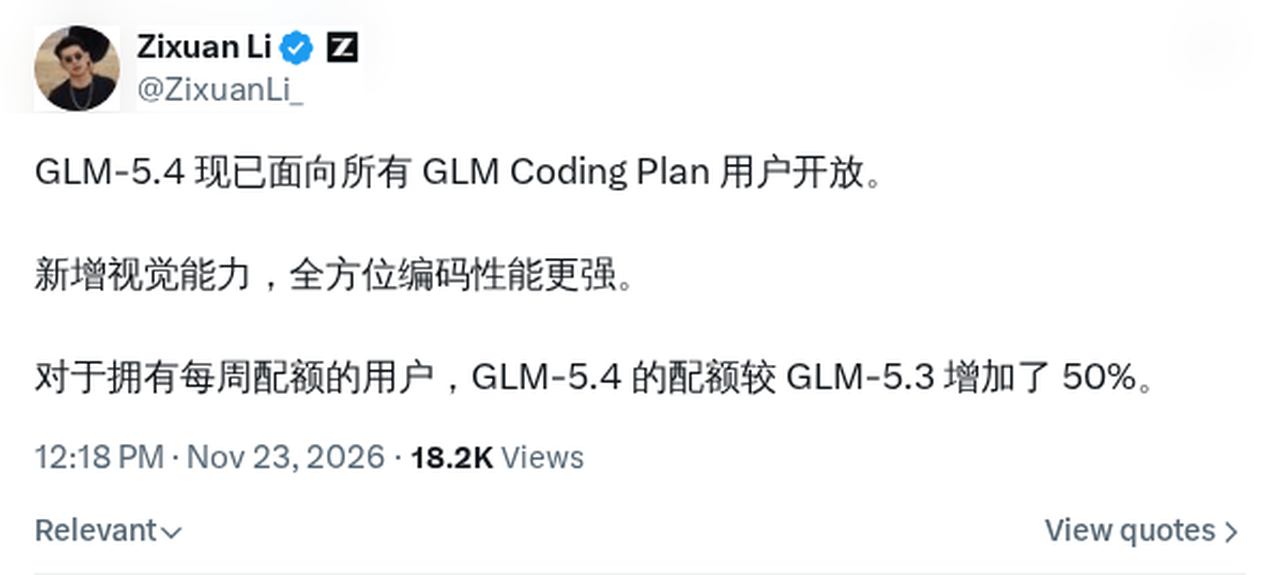 Zixuan Li
@ZixuanLi_
GLM-5.4 现已面向所有 GLM Coding Plan 用户开放。
新增视觉能力，全方位编码性能更强。
对于拥有每周配额的用户，GLM-5.4 的配额较 GLM-5.3 增加了 50%。
12:18 PM · Nov 23, 2026 · 18.2K Views
Relevant
View quotes